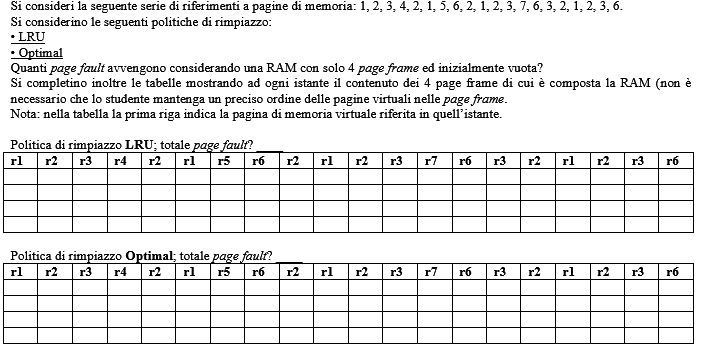 Si consideri la seguente serie di riferimenti a pagine di memoria: 1, 2, 3, 4, 2, 1, 5, 6, 2, 1, 2, 3, 7, 6, 3, 2, 1, 2, 3, 6.
Si considerino le seguenti politiche di rimpiazzo:
• LRU
• Optimal
Quanti page fault avvengono considerando una RAM con solo 4 page frame ed inizialmente vuota?
Si completino inoltre le tabelle mostrando ad ogni istante il contenuto dei 4 page frame di cui è composta la RAM (non è
necessario che lo studente mantenga un preciso ordine delle pagine virtuali nelle page frame.
Nota: nella tabella la prima riga indica la pagina di memoria virtuale riferita in quell'istante.
Politica di rimpiazzo LRU; totale page fault? ____
r1 r2 r3 r4 r2 r1 r5 r6 r2 r1 r2 r3 r7 r6 r3 r2 r1 r2 r3 r6
Politica di rimpiazzo Optimal; totale page fault? ____
r1 r2 r3 r4 r2 r1 r5 r6 r2 r1 r2 r3 r7 r6 r3 r2 r1 r2 r3 r6